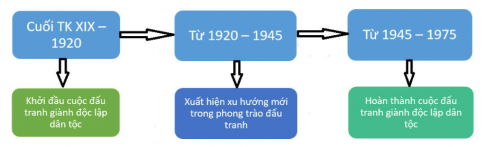 Cuối TK XIX –
1920
Từ 1920 – 1945
Từ 1945 – 1975
Khởi đầu cuộc đấu
tranh giành độc lập
dân tộc
Xuất hiện xu hướng mới
trong phong trào đấu
tranh
Hoàn thành cuộc đấu
tranh giành độc lập dân
tộc